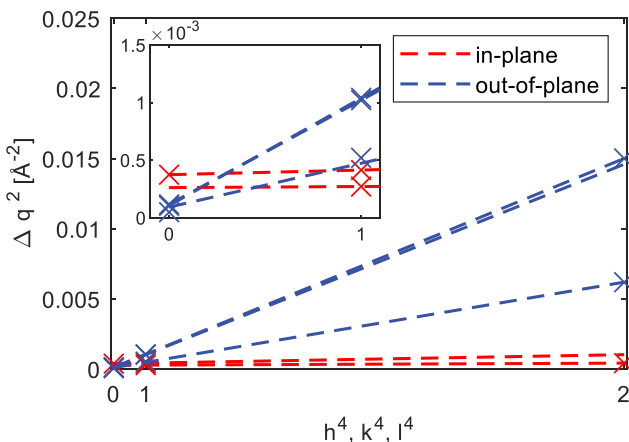 0.025
0.02
0.015
0.01
0.005
0
Δ q ² [Å⁻²]
1.5 ×10⁻³
1
0.5
0
0 1
in-plane
out-of-plane
0 1 2
h⁴, k⁴, l⁴